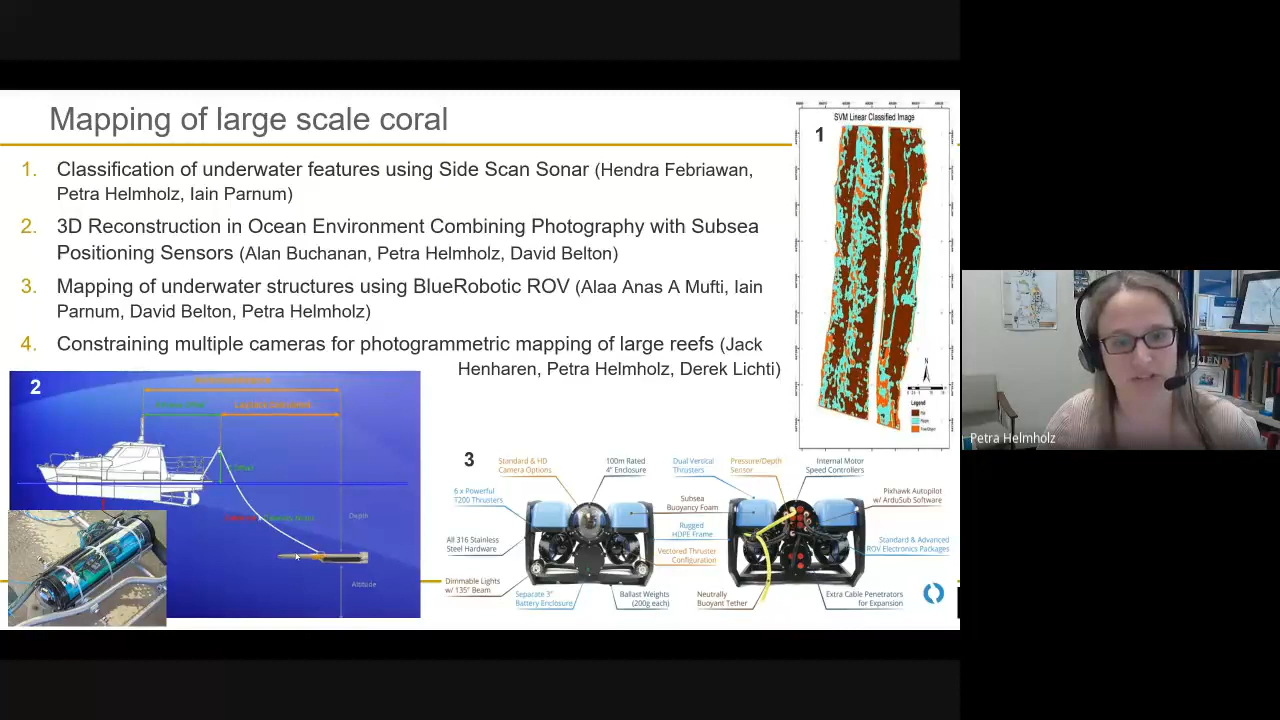 Mapping of large scale coral
1. Classification of underwater features using Side Scan Sonar (Hendra Febriawan,
Petra Helmholz, Iain Parnum)
2. 3D Reconstruction in Ocean Environment Combining Photography with Subsea
Positioning Sensors (Alan Buchanan, Petra Helmholz, David Belton)
3. Mapping of underwater structures using BlueRobotic ROV (Alaa Anas A Mufti, Iain
Parnum, David Belton, Petra Helmholz)
4. Constraining multiple cameras for photogrammetric mapping of large reefs (Jack
Henharen, Petra Helmholz, Derek Lichti)
SVM Linear Classified Image
1
N
Legend
2
Depth
Altitude
3
Standard & HD
Camera Options
100m Rated
4" Enclosure
Dual Vertical
Thrusters
Pressure/Depth
Sensor
Internal Motor
Speed Controllers
6 x Powerful
T200 Thrusters
Subsea
Buoyancy Foam
Pixhawk Autopilot
w/ ArduSub Software
Rugged
HDPE Frame
All 316 Stainless
Steel Hardware
Vectored Thruster
Configuration
Standard & Advanced
ROV Electronics Packages
Dimmable Lights
w/ 135° Beam
Separate 3"
Battery Enclosure
Ballast Weights
(200g each)
Neutrally
Buoyant Tether
Extra Cable Penetrators
for Expansion
Petra Helmholz